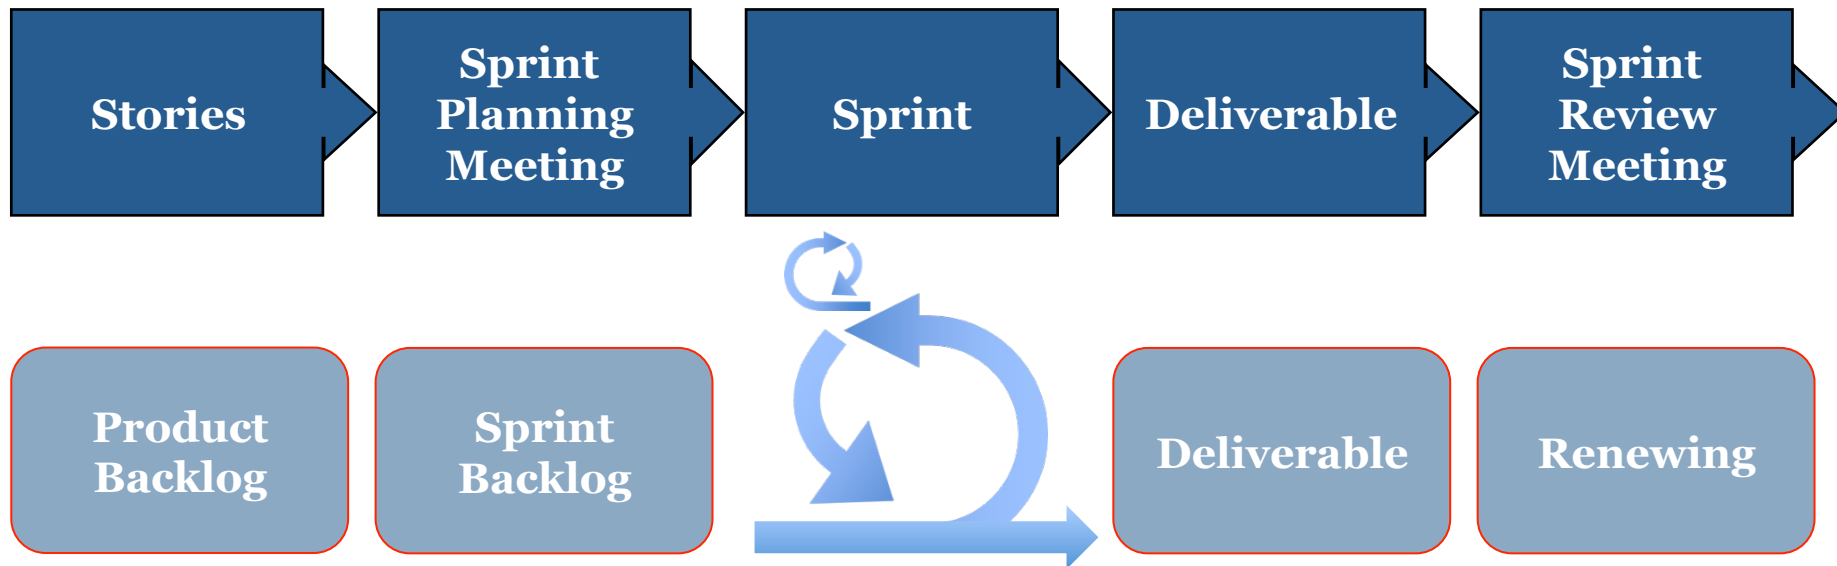 Stories
Sprint
Planning
Meeting
Sprint
Deliverable
Sprint
Review
Meeting
Product
Backlog
Sprint
Backlog
Deliverable
Renewing